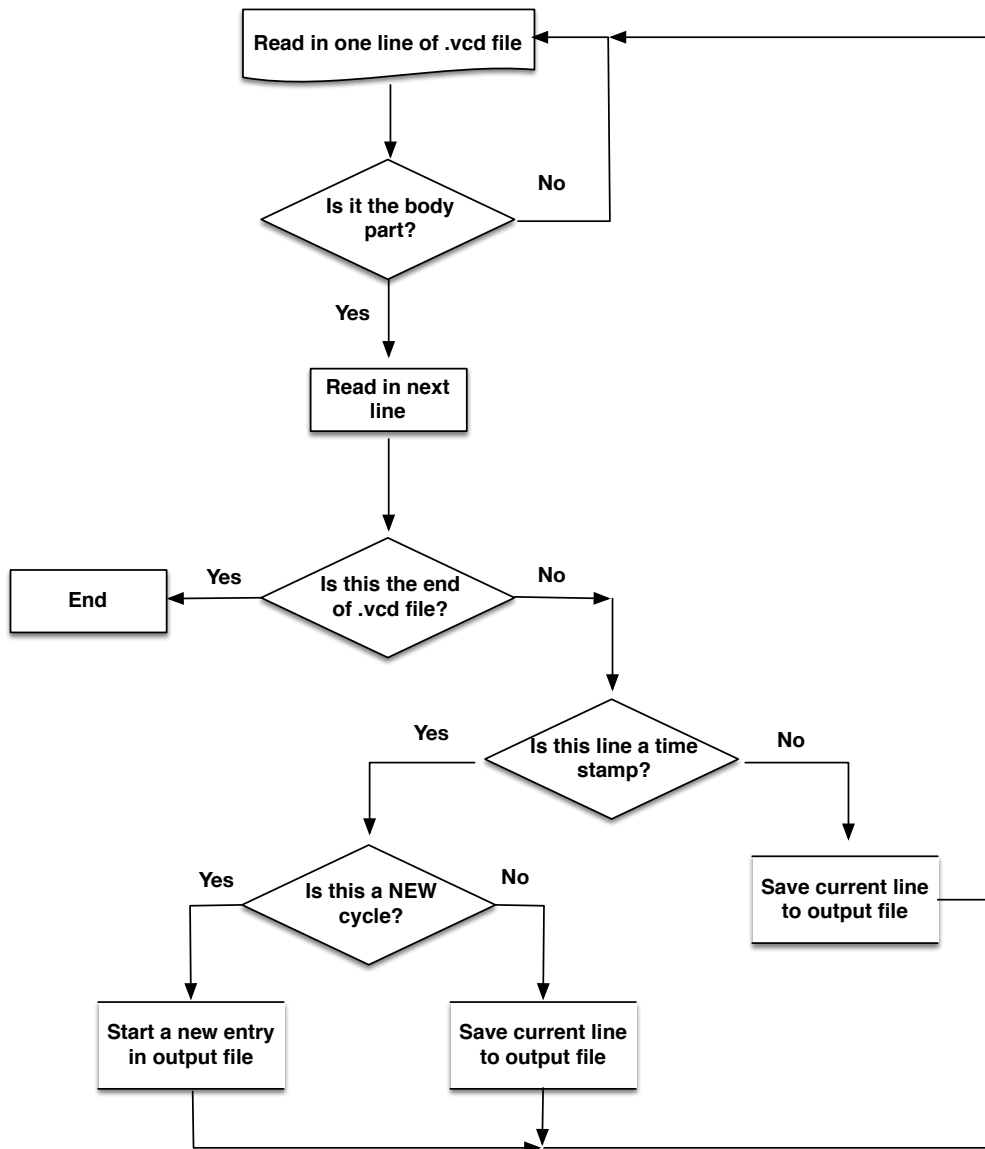 Read in one line of .vcd file
No
Is it the body
part?
Yes
Read in next
line
Yes
No
End
Is this the end
of .vcd file?
Yes
No
Is this line a time
stamp?
Yes
No
Is this a NEW
cycle?
Save current line
to output file
Start a new entry
in output file
Save current line
to output file